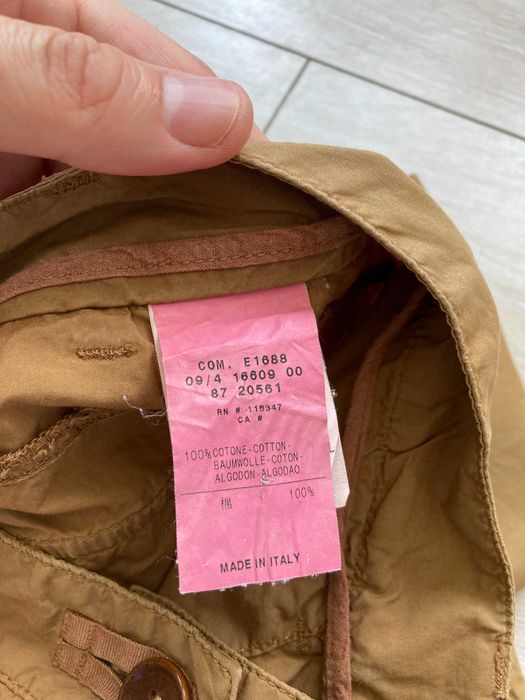 COM. E1688
09/4 16609 00
87 20561
RN # 116347
CA #
100% COTONE-COTTON-
BAUMWOLLE-COTON-
ALGODON-ALGODAO
棉 100%
MADE IN ITALY